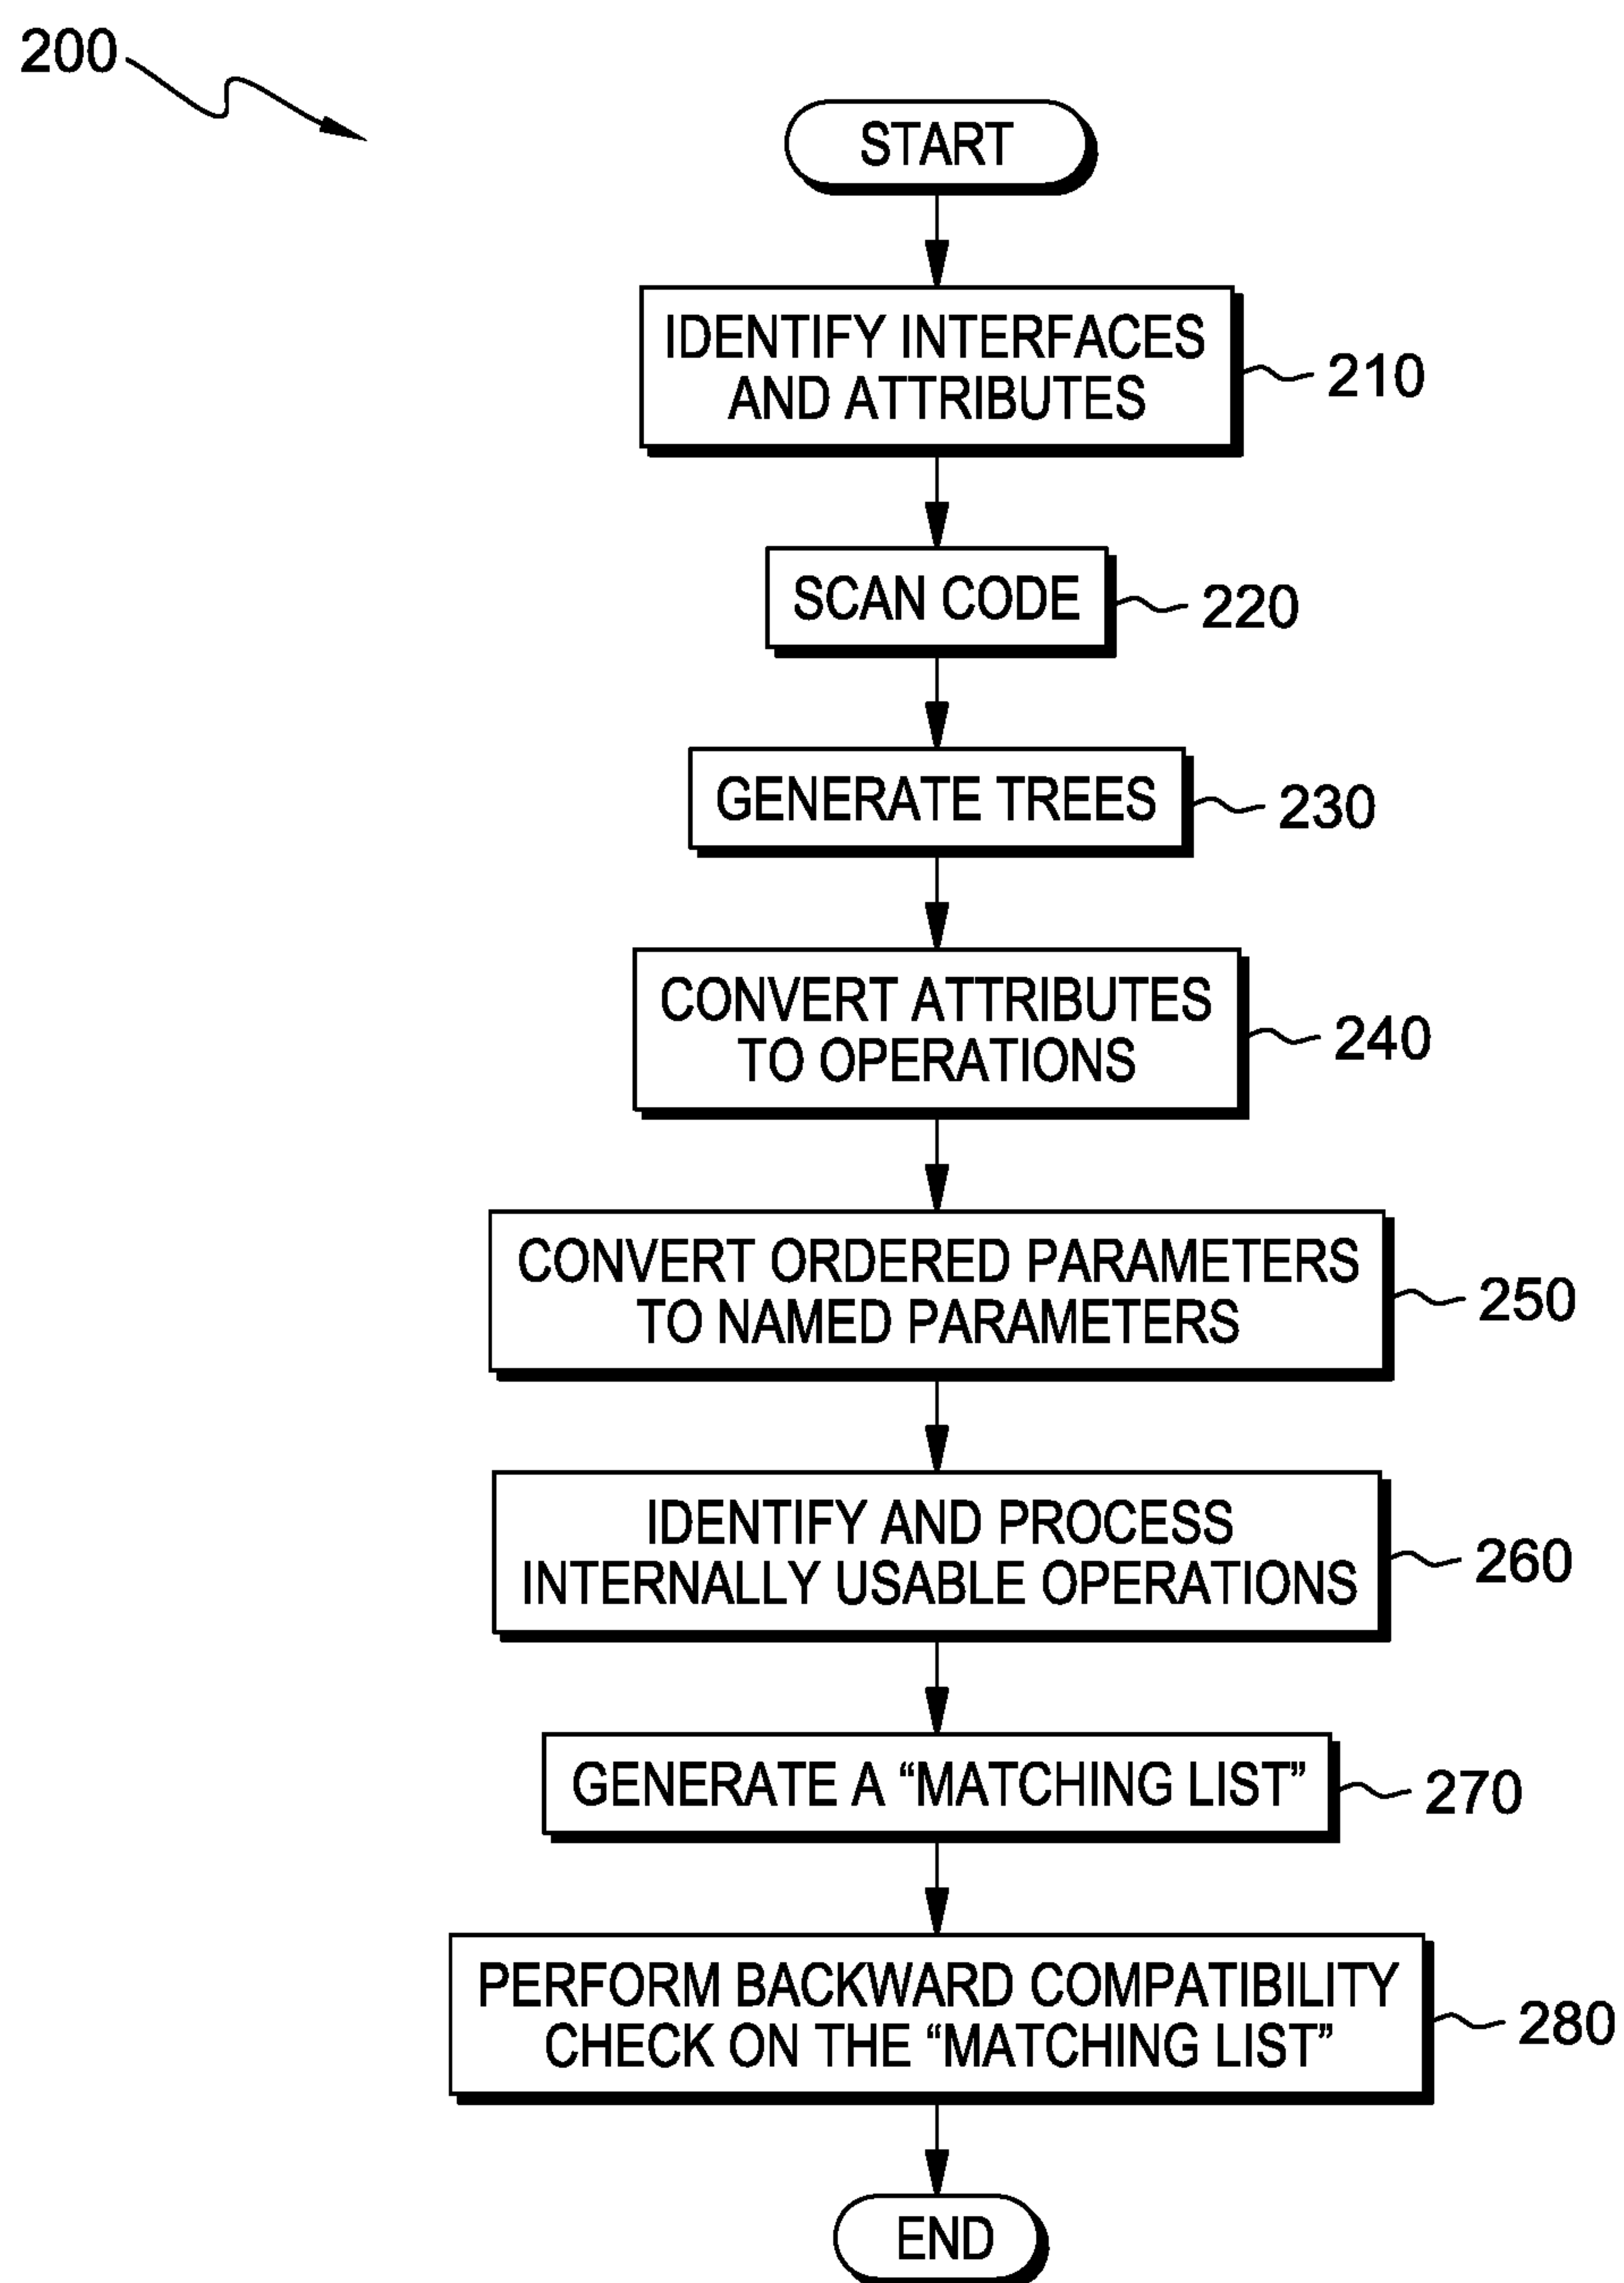 200
START
IDENTIFY INTERFACES
AND ATTRIBUTES
210
SCAN CODE
220
GENERATE TREES
230
CONVERT ATTRIBUTES
TO OPERATIONS
240
CONVERT ORDERED PARAMETERS
TO NAMED PARAMETERS
250
IDENTIFY AND PROCESS
INTERNALLY USABLE OPERATIONS
260
GENERATE A “MATCHING LIST”
270
PERFORM BACKWARD COMPATIBILITY
CHECK ON THE “MATCHING LIST”
280
END